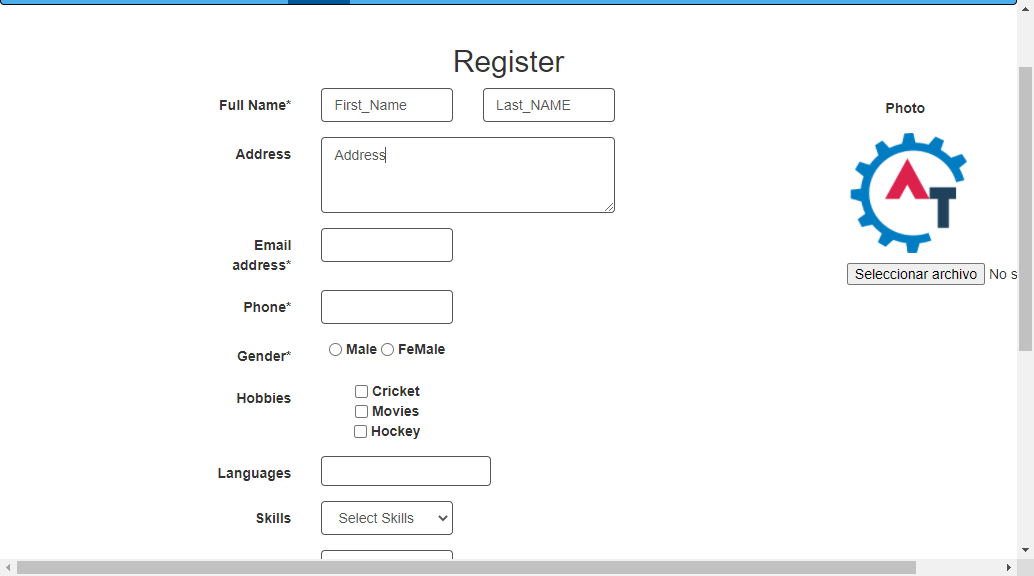 Register
Full Name* First_Name Last_NAME
Photo
Address Address
AT
Email
address*
Seleccionar archivo No s
Phone*
Gender* Male FeMale
Hobbies Cricket
Movies
Hockey
Languages
Skills Select Skills